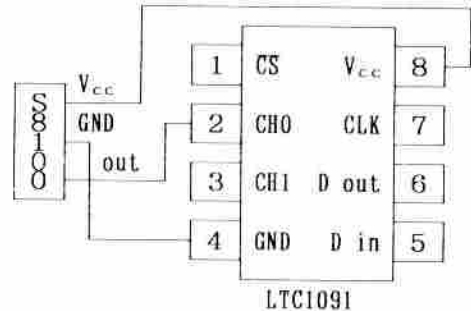 1 CS Vcc 8
Vcc
S8100
GND
2 CH0 CLK 7
out
3 CH1 D out 6
4 GND D in 5
LTC1091